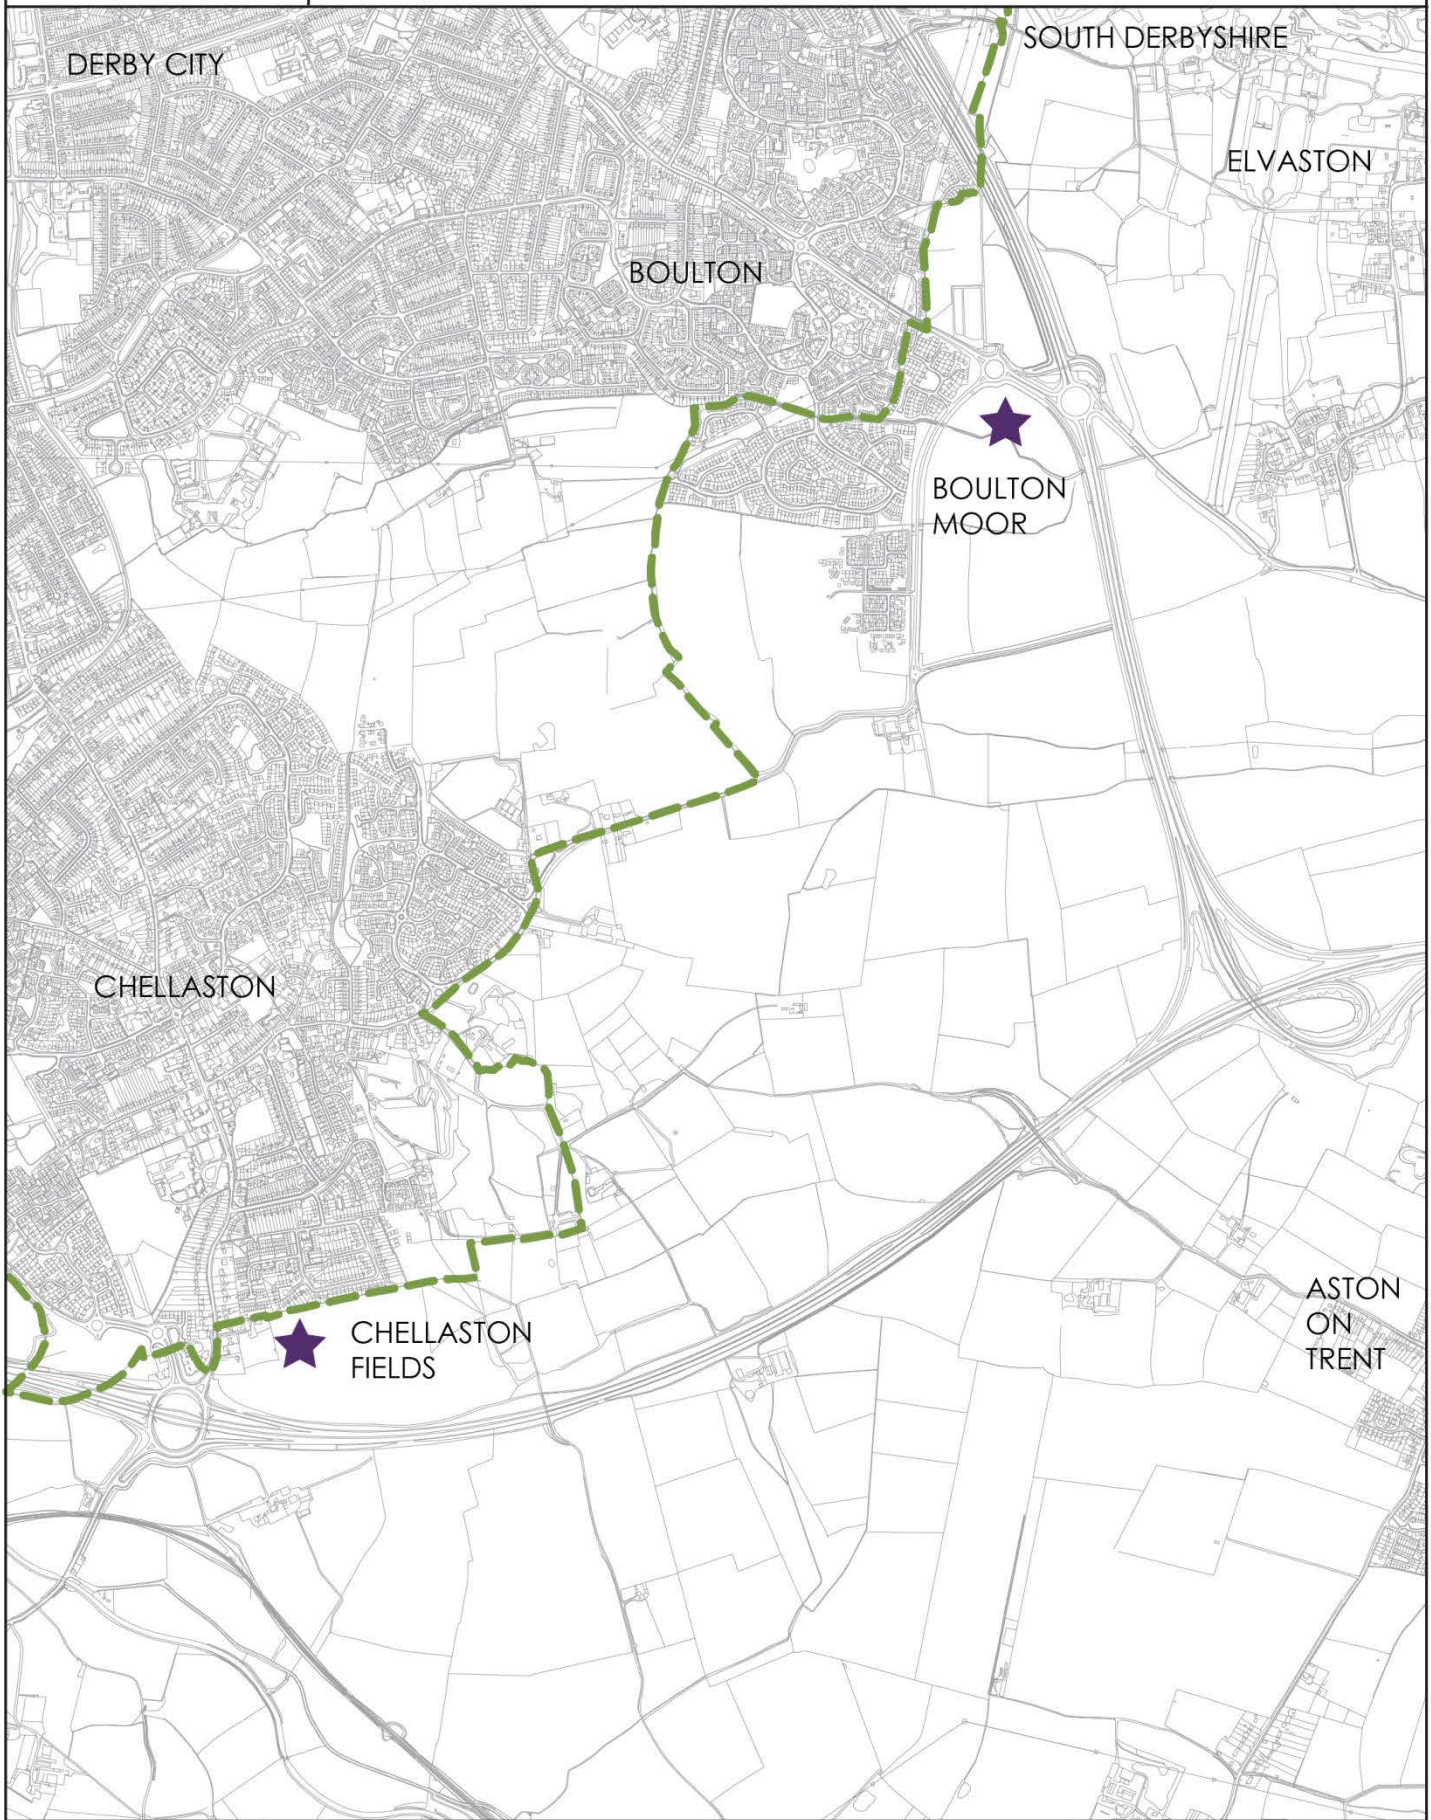 SOUTH DERBYSHIRE
DERBY CITY
ELVASTON
BOULTON
BOULTON
MOOR
CHELLASTON
ASTON
ON
TRENT
CHELLASTON
FIELDS